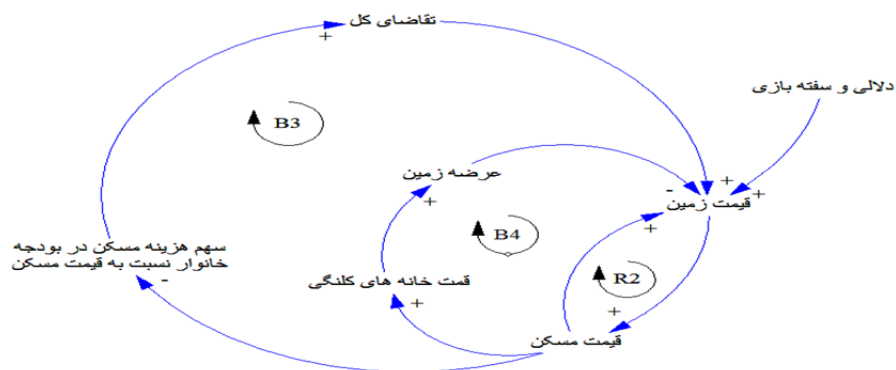 تقاضای کل
+
دلالی و سفته بازی
B3
عرضه زمین
+
-
+
+
قیمت زمین
+
B4
سهم هزینه مسکن در بودجه
خانوار نسبت به قیمت مسکن
-
قمت خانه های کلنگی
+
R2
+
قیمت مسکن